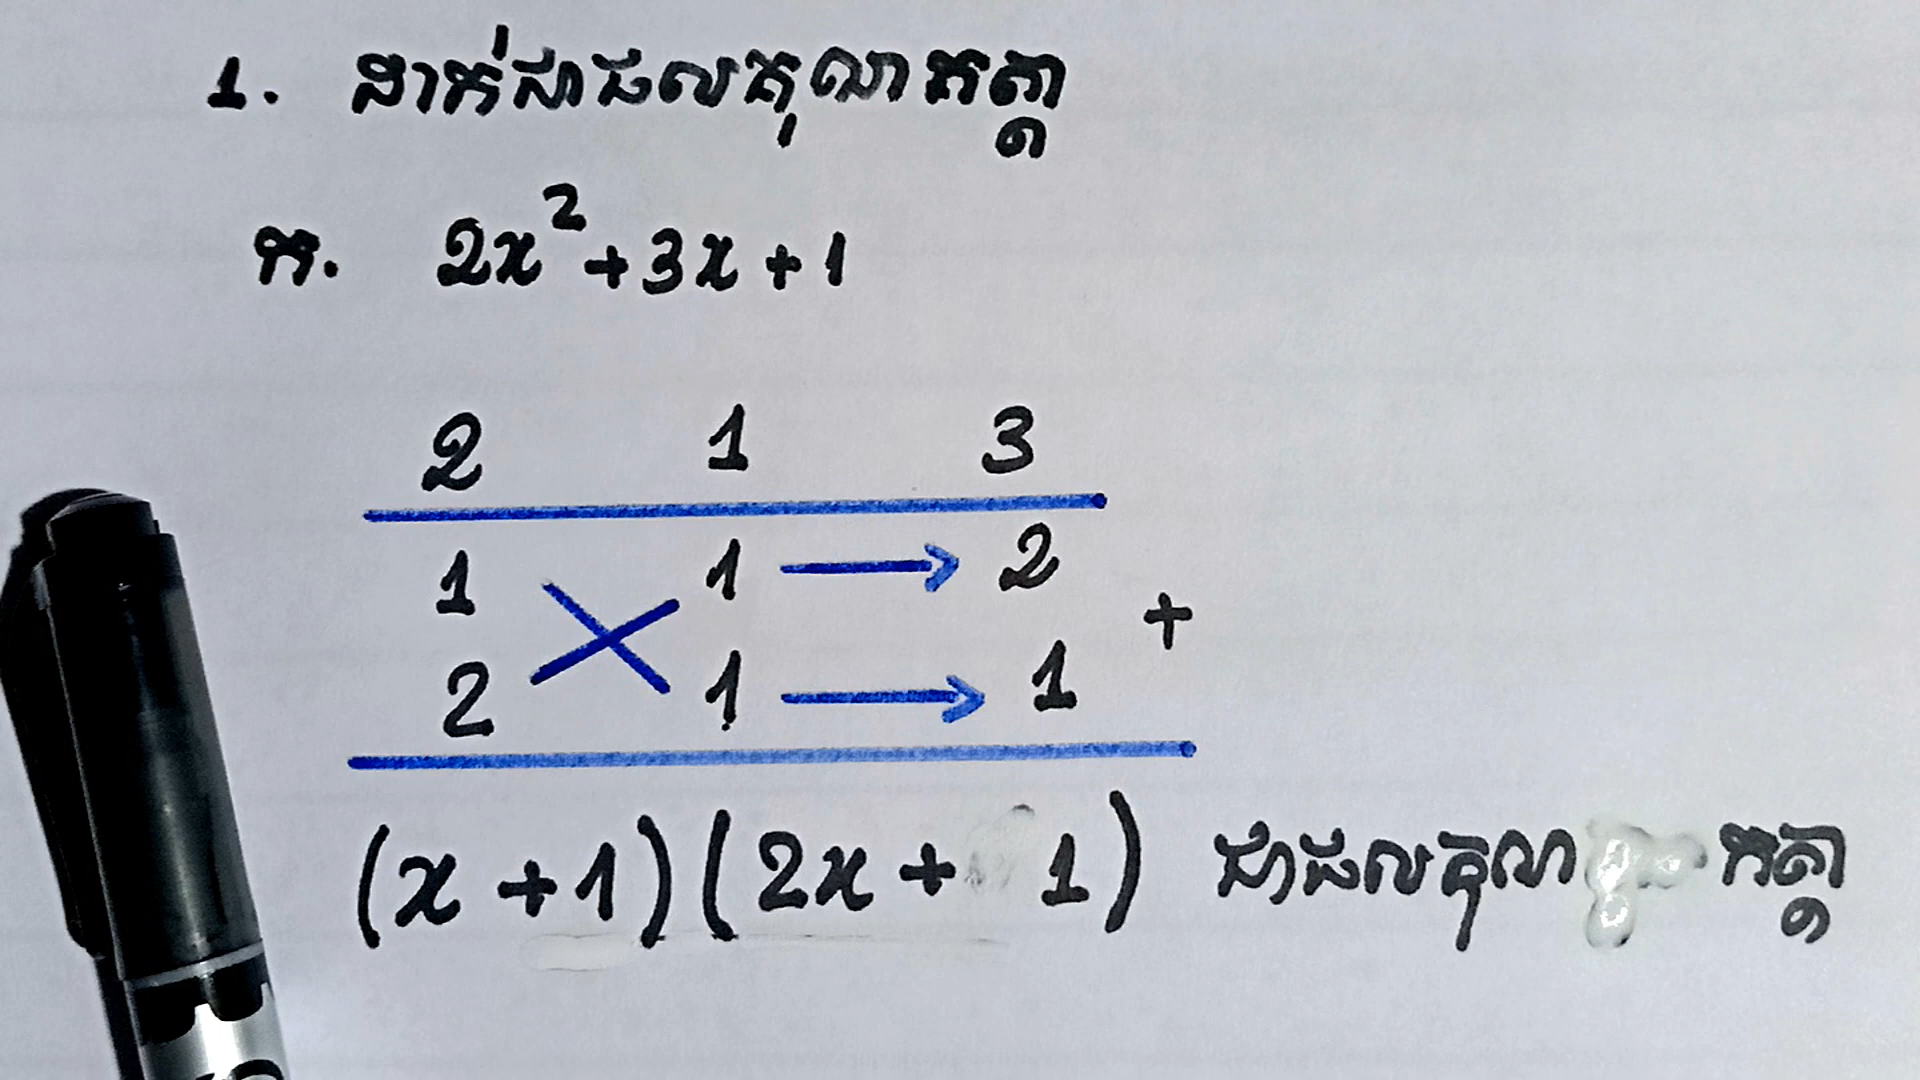 1. ដាក់ជាផលគុណកត្តា
ក. 2x² + 3x + 1
2 1 3
1 1 → 2
+
2 1 → 1
(x + 1)(2x + 1) ជាផលគុណ កត្តា